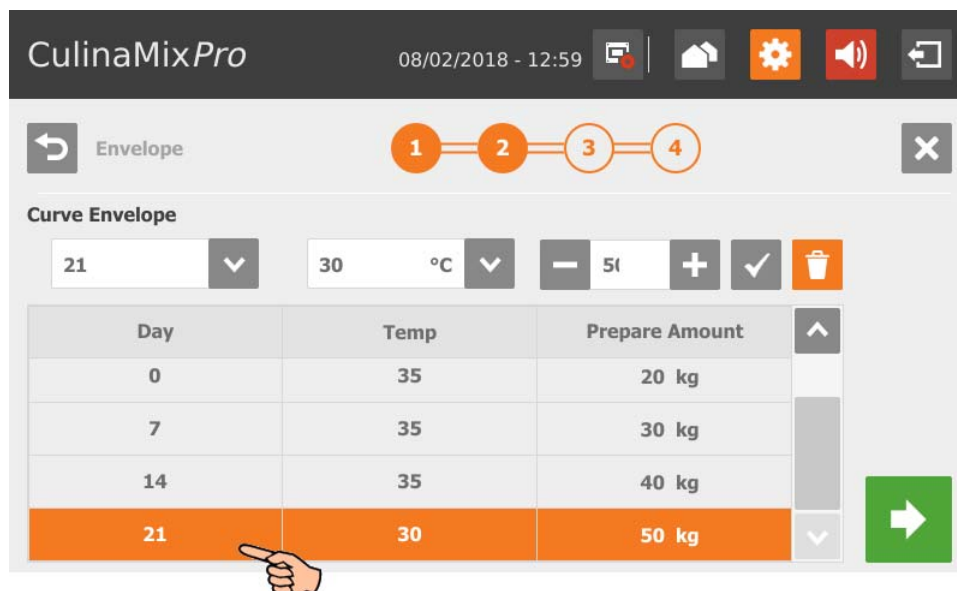 CulinaMixPro 08/02/2018 - 12:59
Envelope 1 2 3 4
Curve Envelope
21 30 °C 50
Day Temp Prepare Amount
0 35 20 kg
7 35 30 kg
14 35 40 kg
21 30 50 kg